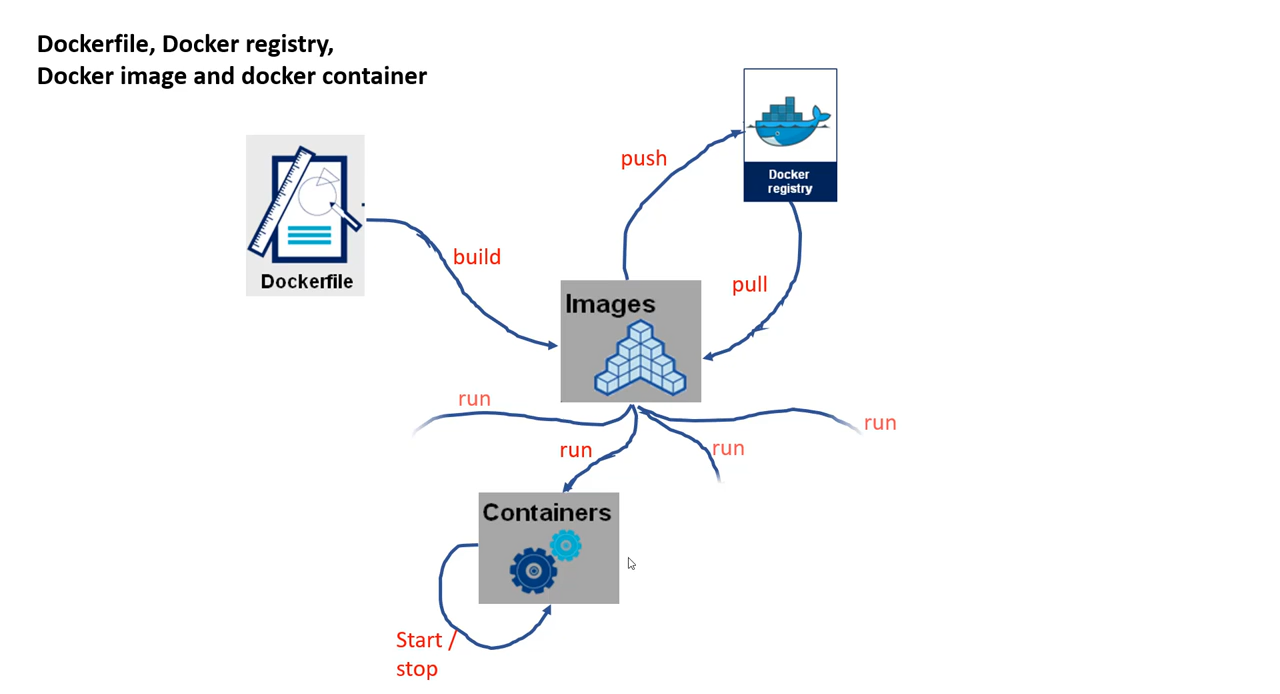 Dockerfile, Docker registry,
Docker image and docker container
Docker
registry
push
Dockerfile
build
pull
Images
run
run
run
run
Containers
Start /
stop